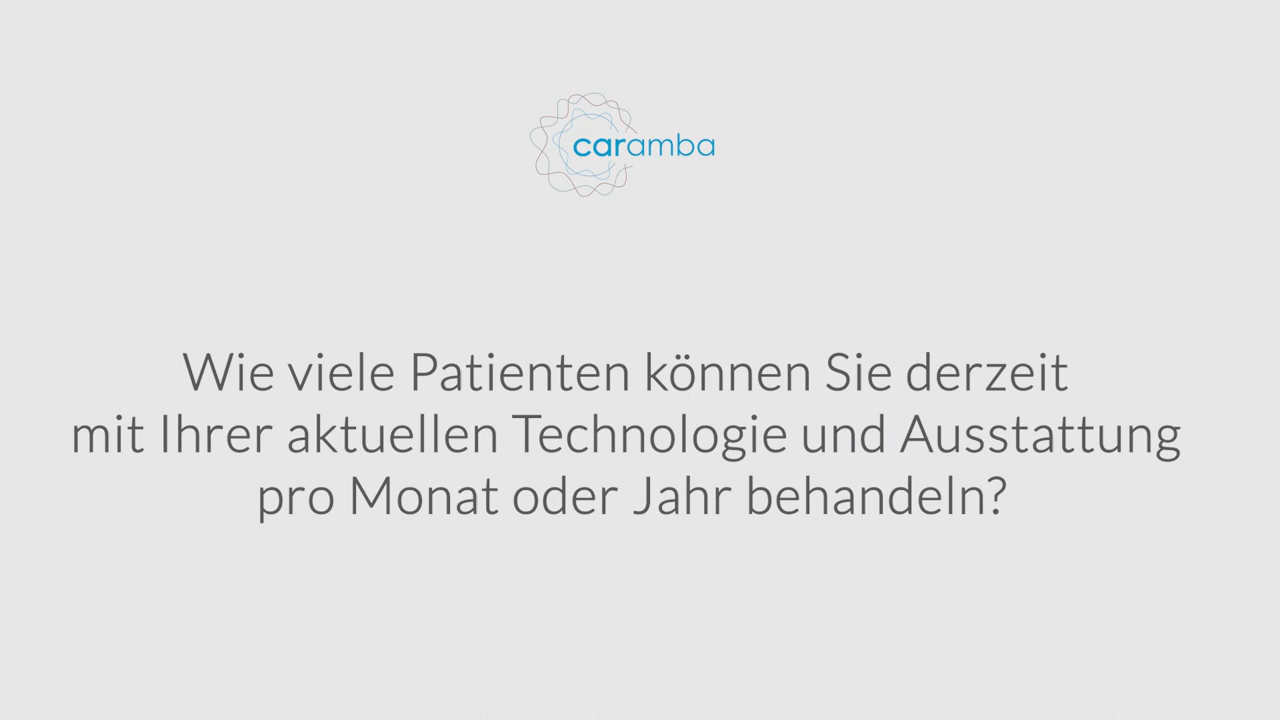 caramba
Wie viele Patienten können Sie derzeit
mit Ihrer aktuellen Technologie und Ausstattung
pro Monat oder Jahr behandeln?